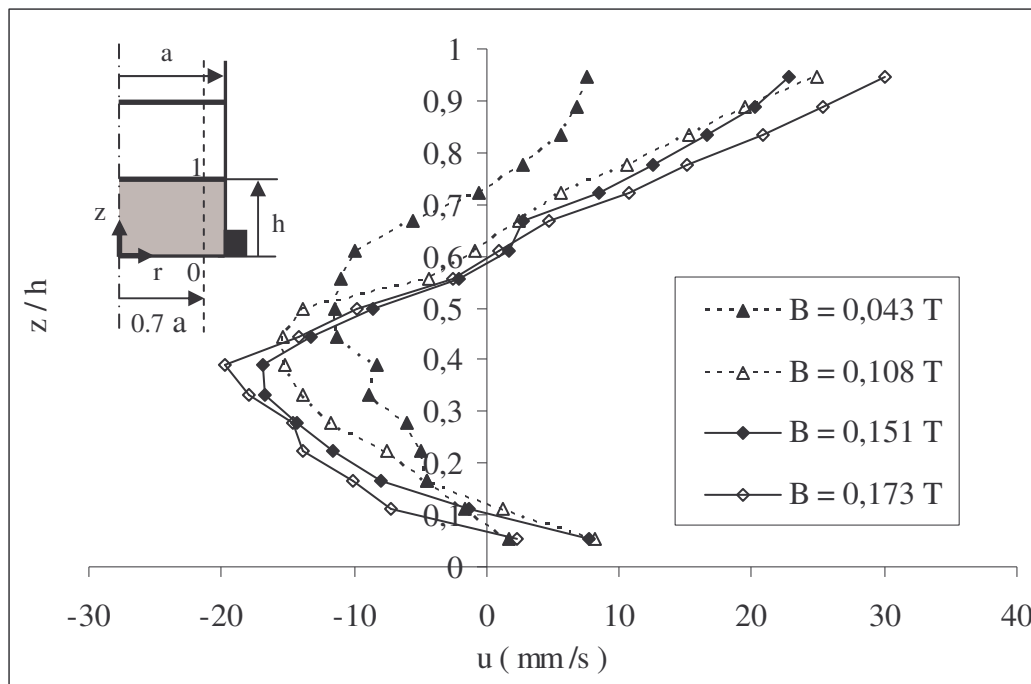 a
1
z
h
r
0
0.7 a
z / h
1
0,9
0,8
0,7
0,6
0,5
0,4
0,3
0,2
0,1
0
-30 -20 -10 0 10 20 30 40
u ( mm/s )
B = 0,043 T
B = 0,108 T
B = 0,151 T
B = 0,173 T